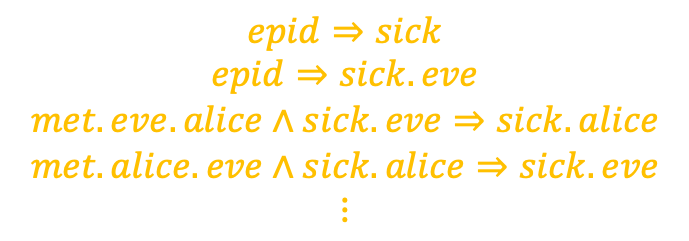 epid ⇒ sick
epid ⇒ sick.eve
met.eve.alice ∧ sick.eve ⇒ sick.alice
met.alice.eve ∧ sick.alice ⇒ sick.eve
⋮